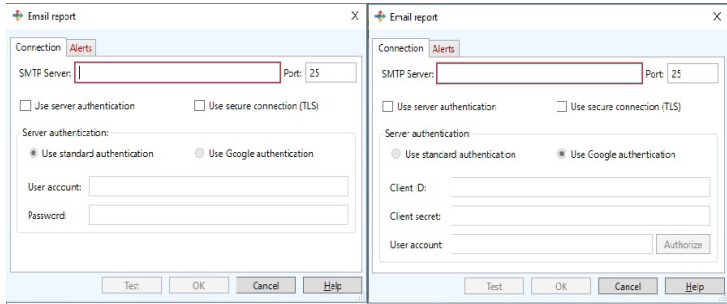 Email report X
Connection Alerts
SMTP Server: Port: 25
Use server authentication Use secure connection (TLS)
Server authentication:
Use standard authentication Use Google authentication
User account:
Password:
Test OK Cancel Help
Email report X
Connection Alerts
SMTP Server: Port: 25
Use server authentication Use secure connection (TLS)
Server authentication:
Use standard authentication Use Google authentication
Client ID:
Client secret:
User account: Authorize
Test OK Cancel Help